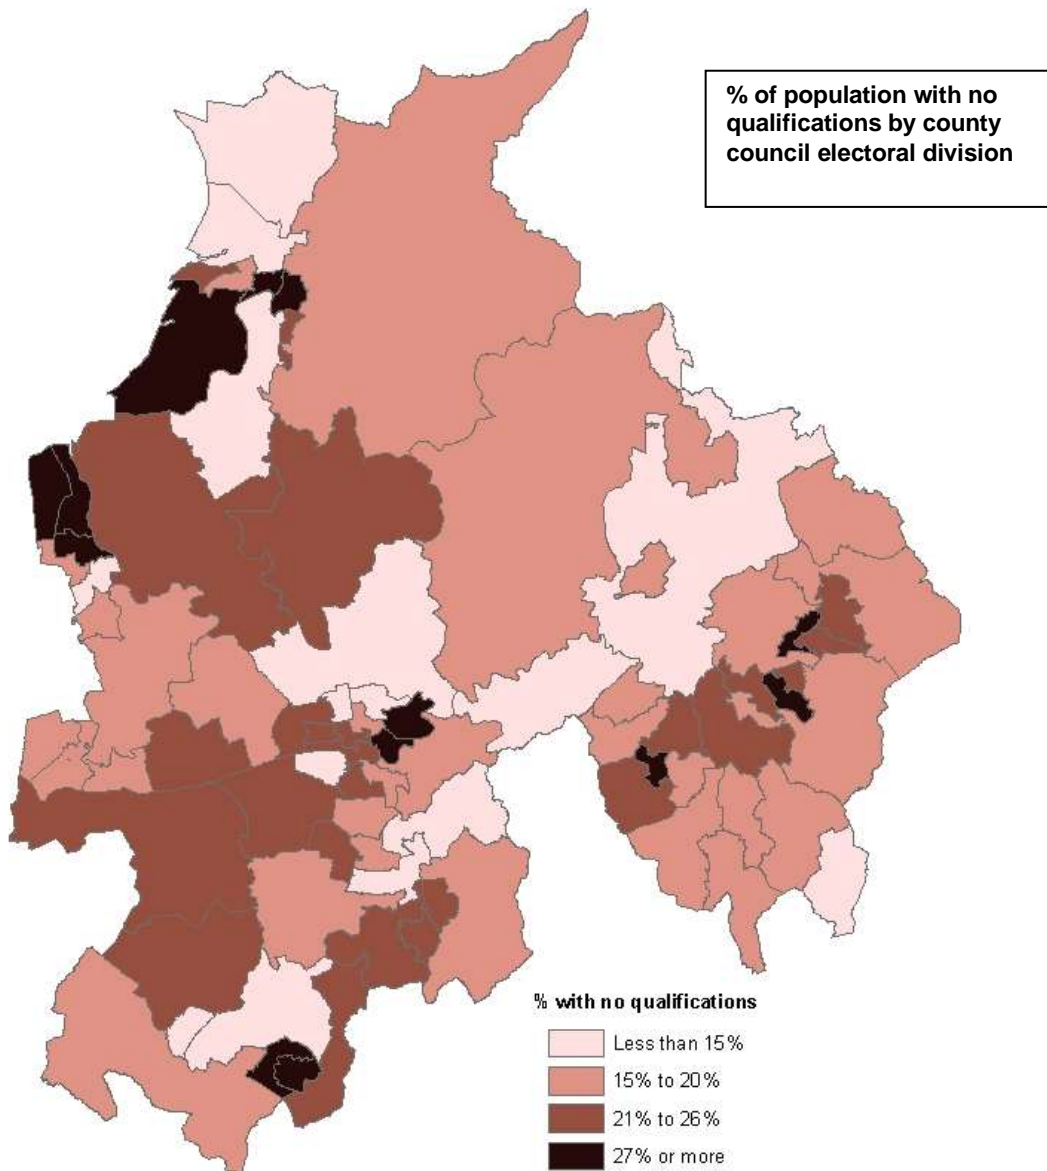 % of population with no
qualifications by county
council electoral division
% with no qualifications
Less than 15%
15% to 20%
21% to 26%
27% or more